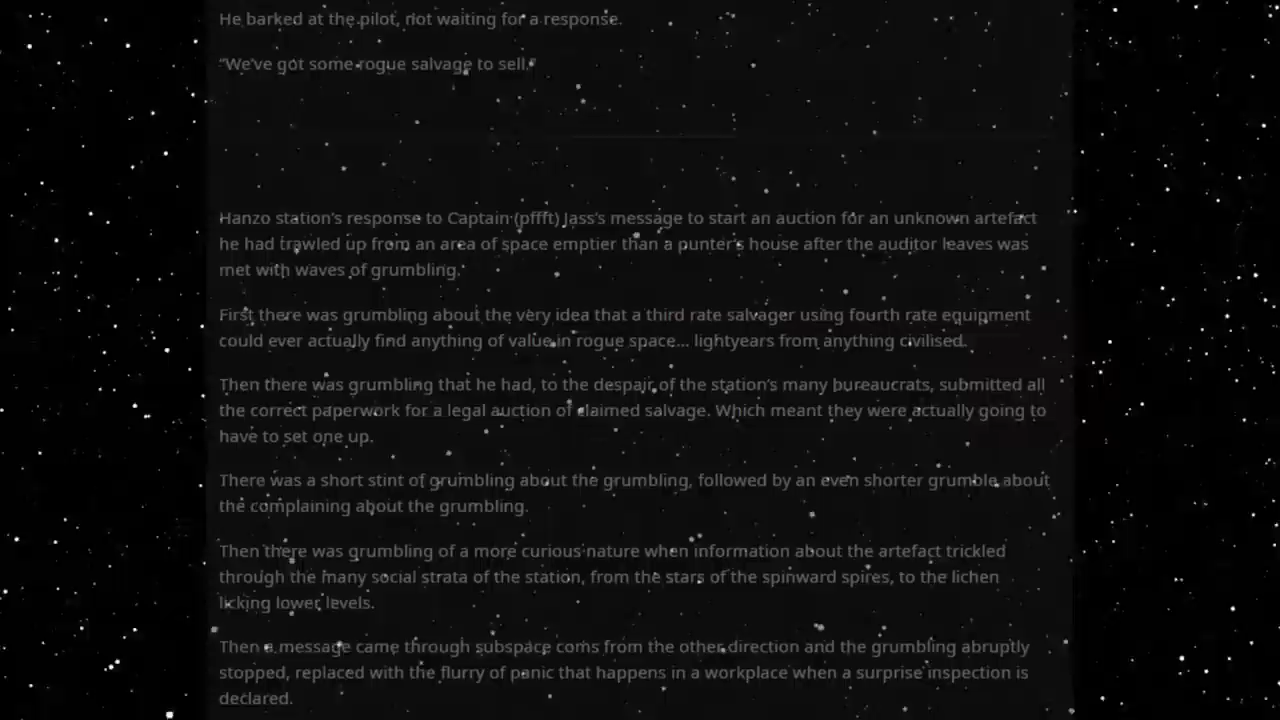 He barked at the pilot, not waiting for a response.
“We’ve got some rogue salvage to sell.”
Hanzo station’s response to Captain (pffft) Jass’s message to start an auction for an unknown artefact
he had trawled up from an area of space emptier than a punter’s house after the auditor leaves was
met with waves of grumbling.
First there was grumbling about the very idea that a third rate salvager using fourth rate equipment
could ever actually find anything of value in rogue space… lightyears from anything civilised.
Then there was grumbling that he had, to the despair of the station’s many bureaucrats, submitted all
the correct paperwork for a legal auction of claimed salvage. Which meant they were actually going to
have to set one up.
There was a short stint of grumbling about the grumbling, followed by an even shorter grumble about
the complaining about the grumbling.
Then there was grumbling of a more curious nature when information about the artefact trickled
through the many social strata of the station, from the stars of the spinward spires, to the lichen
licking lower levels.
Then a message came through subspace coms from the other direction and the grumbling abruptly
stopped, replaced with the flurry of panic that happens in a workplace when a surprise inspection is
declared.